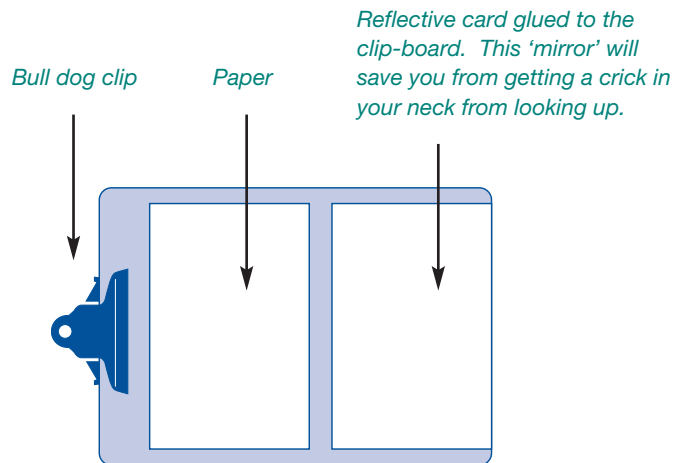 Bull dog clip
Paper
Reflective card glued to the
clip-board.  This ‘mirror’ will
save you from getting a crick in
your neck from looking up.